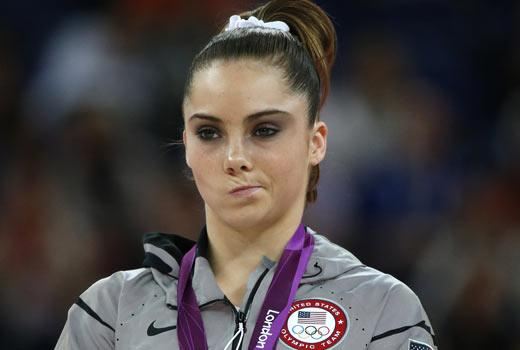 London
UNITED STATES
OLYMPIC TEAM